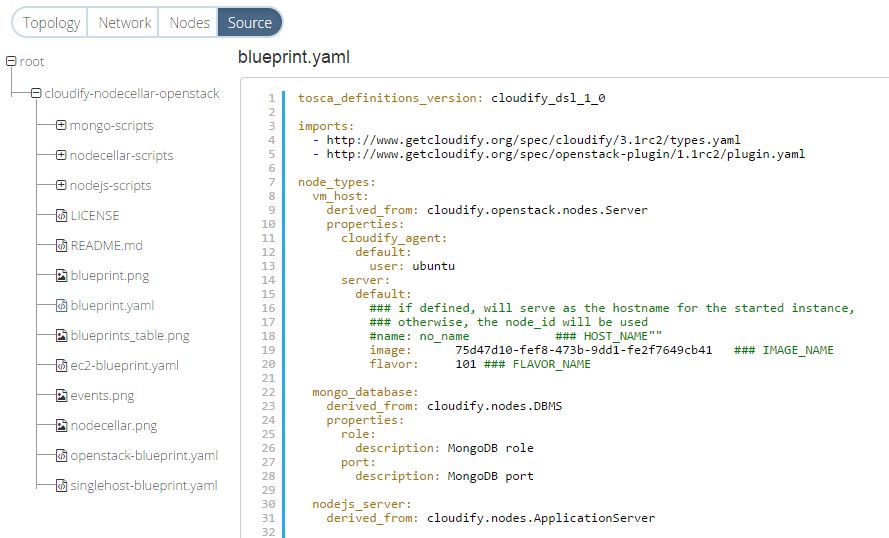 Topology Network Nodes Source
root
cloudify-nodecellar-openstack
mongo-scripts
nodecellar-scripts
nodejs-scripts
LICENSE
README.md
blueprint.png
blueprint.yaml
blueprints_table.png
ec2-blueprint.yaml
events.png
nodecellar.png
openstack-blueprint.yaml
singlehost-blueprint.yaml
blueprint.yaml
1 tosca_definitions_version: cloudify_dsl_1_0
2
3 imports:
4   - http://www.getcloudify.org/spec/cloudify/3.1rc2/types.yaml
5   - http://www.getcloudify.org/spec/openstack-plugin/1.1rc2/plugin.yaml
6
7 node_types:
8   vm_host:
9     derived_from: cloudify.openstack.nodes.Server
10     properties:
11       cloudify_agent:
12         default:
13           user: ubuntu
14       server:
15         default:
16           ### if defined, will serve as the hostname for the started instance,
17           ### otherwise, the node_id will be used
18           #name: no_name            ### HOST_NAME""
19           image:      75d47d10-fef8-473b-9dd1-fe2f7649cb41   ### IMAGE_NAME
20           flavor:     101 ### FLAVOR_NAME
21
22   mongo_database:
23     derived_from: cloudify.nodes.DBMS
24     properties:
25       role:
26         description: MongoDB role
27       port:
28         description: MongoDB port
29
30   nodejs_server:
31     derived_from: cloudify.nodes.ApplicationServer
32